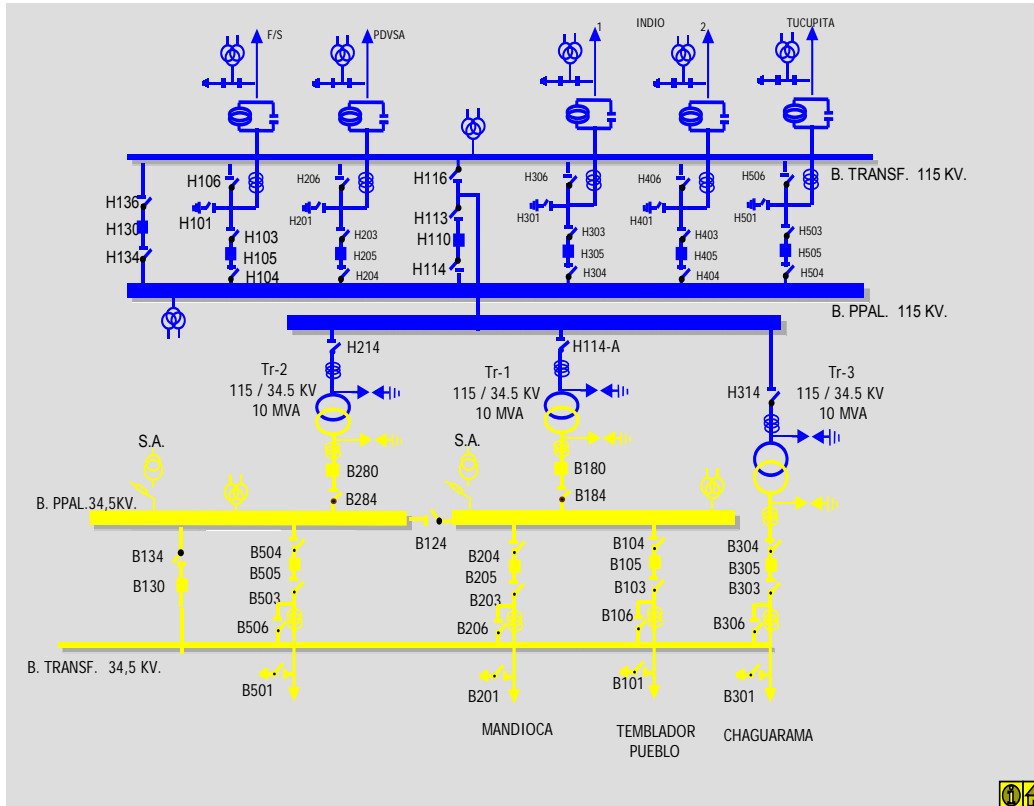 F/S
PDVSA
1
INDIO
2
TUCUPITA
B. TRANSF. 115 KV.
H106
H206
H116
H306
H406
H506
H136
H101
H201
H113
H301
H401
H501
H130
H103
H203
H110
H303
H403
H503
H134
H105
H205
H305
H405
H505
H104
H204
H114
H304
H404
H504
B. PPAL. 115 KV.
H214
H114-A
Tr-2
115 / 34.5 KV
10 MVA
Tr-1
115 / 34.5 KV
10 MVA
Tr-3
115 / 34.5 KV
10 MVA
H314
S.A.
S.A.
B280
B180
B284
B184
B. PPAL.34,5KV.
B124
B134
B504
B204
B104
B304
B130
B505
B205
B105
B305
B503
B203
B103
B303
B506
B206
B106
B306
B. TRANSF. 34,5 KV.
B501
B201
B101
B301
MANDIOCA
TEMBLADOR
PUEBLO
CHAGUARAMA